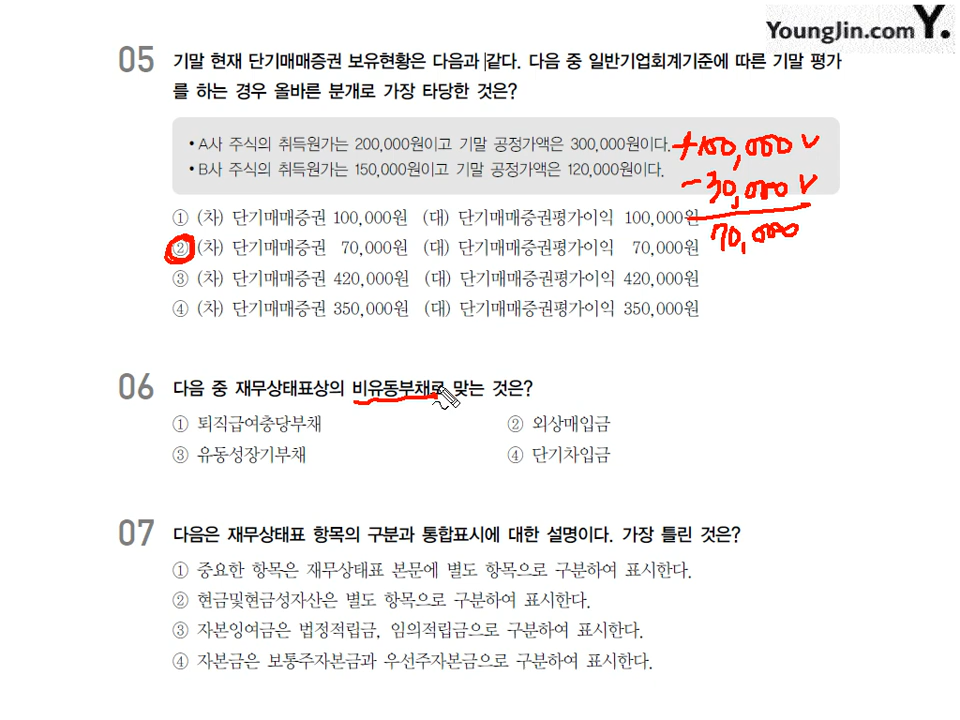 YoungJin.com Y.
05 기말 현재 단기매매증권 보유현황은 다음과 같다. 다음 중 일반기업회계기준에 따른 기말 평가
를 하는 경우 올바른 분개로 가장 타당한 것은?
• A사 주식의 취득원가는 200,000원이고 기말 공정가액은 300,000원이다. +100,000 v
• B사 주식의 취득원가는 150,000원이고 기말 공정가액은 120,000원이다. -30,000 v
① (차) 단기매매증권 100,000원 (대) 단기매매증권평가이익 100,000원
70,000
② (차) 단기매매증권 70,000원 (대) 단기매매증권평가이익 70,000원
③ (차) 단기매매증권 420,000원 (대) 단기매매증권평가이익 420,000원
④ (차) 단기매매증권 350,000원 (대) 단기매매증권평가이익 350,000원
06 다음 중 재무상태표상의 비유동부채로 맞는 것은?
① 퇴직급여충당부채 ② 외상매입금
③ 유동성장기부채 ④ 단기차입금
07 다음은 재무상태표 항목의 구분과 통합표시에 대한 설명이다. 가장 틀린 것은?
① 중요한 항목은 재무상태표 본문에 별도 항목으로 구분하여 표시한다.
② 현금및현금성자산은 별도 항목으로 구분하여 표시한다.
③ 자본잉여금은 법정적립금, 임의적립금으로 구분하여 표시한다.
④ 자본금은 보통주자본금과 우선주자본금으로 구분하여 표시한다.